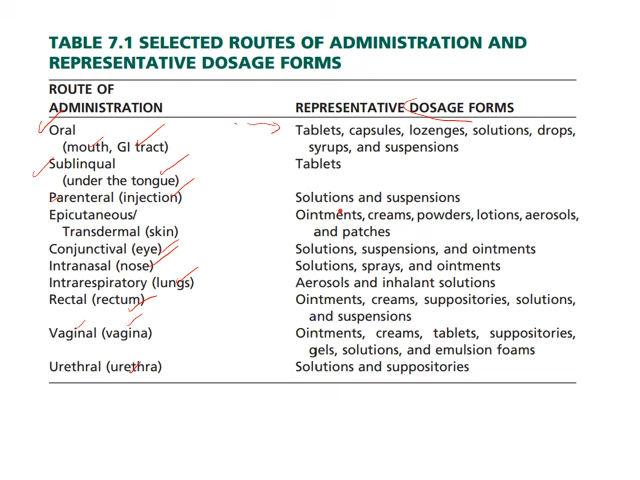 TABLE 7.1 SELECTED ROUTES OF ADMINISTRATION AND
REPRESENTATIVE DOSAGE FORMS
ROUTE OF
ADMINISTRATION REPRESENTATIVE DOSAGE FORMS
Oral Tablets, capsules, lozenges, solutions, drops,
(mouth, GI tract) syrups, and suspensions
Sublinqual Tablets
(under the tongue)
Parenteral (injection) Solutions and suspensions
Epicutaneous/ Ointments, creams, powders, lotions, aerosols,
Transdermal (skin) and patches
Conjunctival (eye) Solutions, suspensions, and ointments
Intranasal (nose) Solutions, sprays, and ointments
Intrarespiratory (lungs) Aerosols and inhalant solutions
Rectal (rectum) Ointments, creams, suppositories, solutions,
and suspensions
Vaginal (vagina) Ointments, creams, tablets, suppositories,
gels, solutions, and emulsion foams
Urethral (urethra) Solutions and suppositories